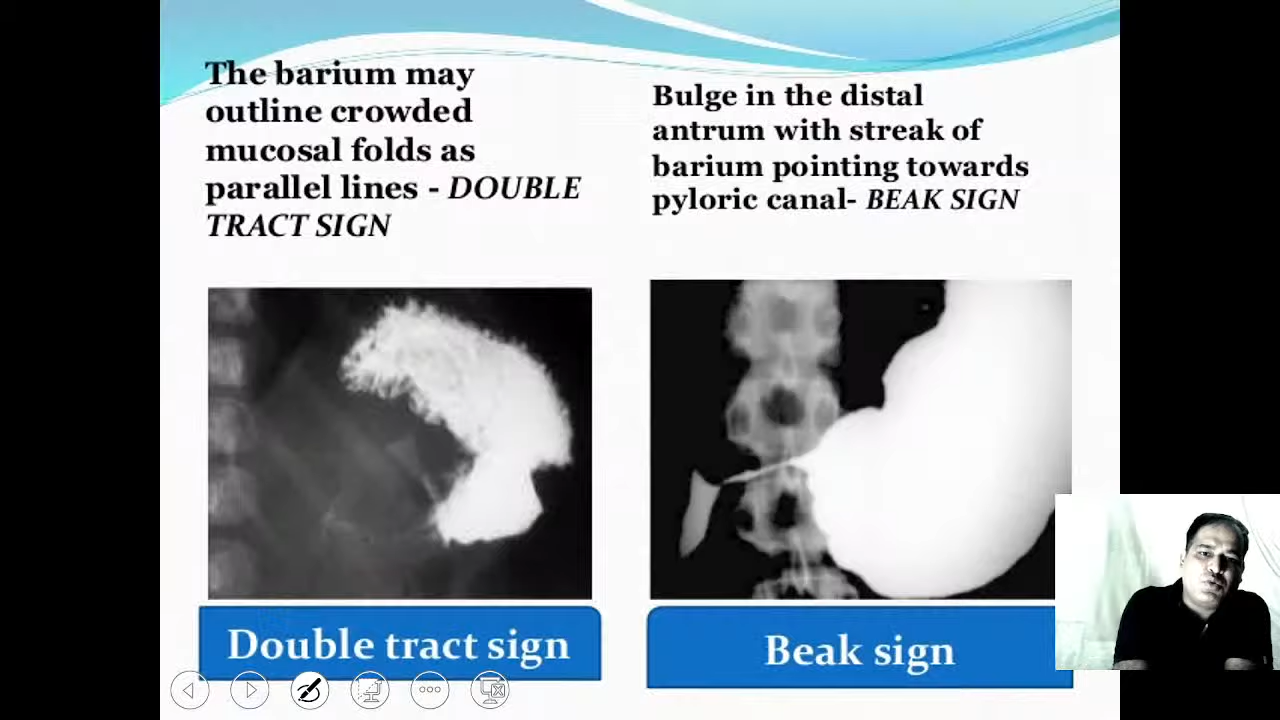 The barium may
outline crowded
mucosal folds as
parallel lines - DOUBLE
TRACT SIGN
Bulge in the distal
antrum with streak of
barium pointing towards
pyloric canal- BEAK SIGN
Double tract sign
Beak sign